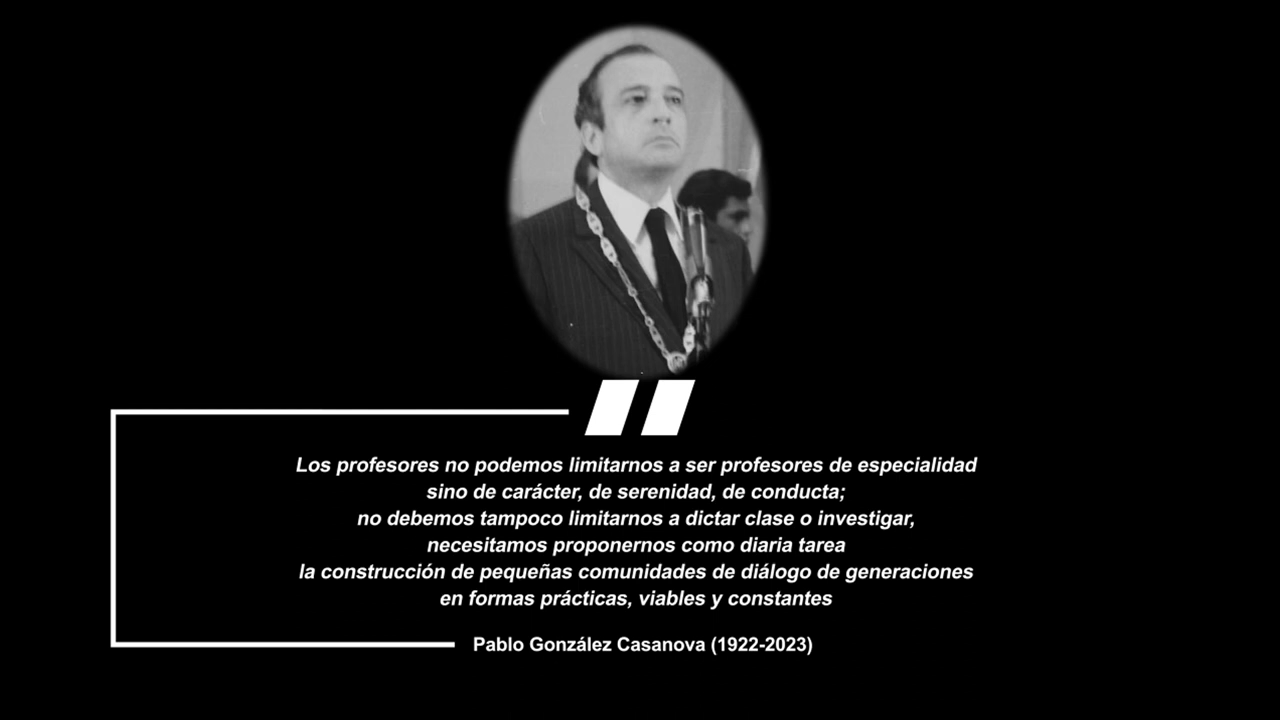 Los profesores no podemos limitarnos a ser profesores de especialidad
sino de carácter, de serenidad, de conducta;
no debemos tampoco limitarnos a dictar clase o investigar,
necesitamos proponernos como diaria tarea
la construcción de pequeñas comunidades de diálogo de generaciones
en formas prácticas, viables y constantes
Pablo González Casanova (1922-2023)